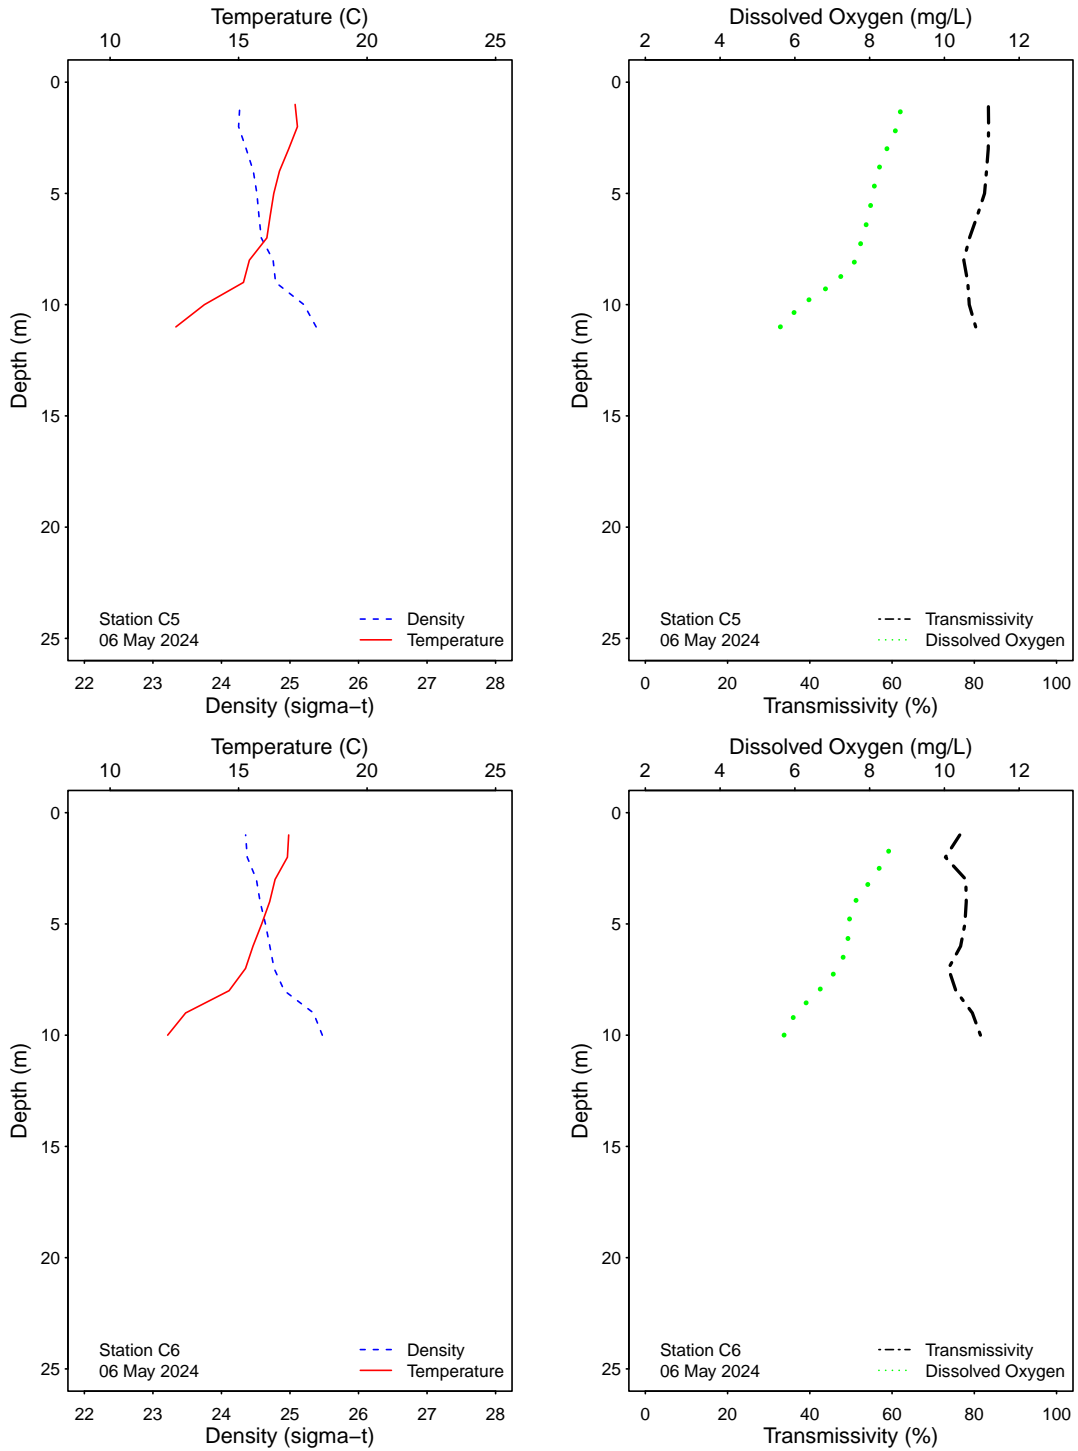 Temperature (C)
10 15 20 25
0
5
10
15
20
25
Depth (m)
Station C5
06 May 2024
Density
Temperature
22 23 24 25 26 27 28
Density (sigma−t)
Dissolved Oxygen (mg/L)
2 4 6 8 10 12
0
5
10
15
20
25
Depth (m)
Station C5
06 May 2024
Transmissivity
Dissolved Oxygen
0 20 40 60 80 100
Transmissivity (%)
Temperature (C)
10 15 20 25
0
5
10
15
20
25
Depth (m)
Station C6
06 May 2024
Density
Temperature
22 23 24 25 26 27 28
Density (sigma−t)
Dissolved Oxygen (mg/L)
2 4 6 8 10 12
0
5
10
15
20
25
Depth (m)
Station C6
06 May 2024
Transmissivity
Dissolved Oxygen
0 20 40 60 80 100
Transmissivity (%)